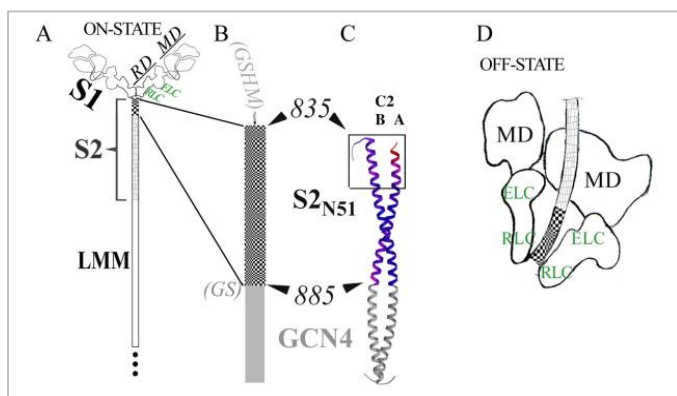 A
ON-STATE
RD
MD
RLC
ELC
S1
S2
LMM
B
(GSHM)
835
(GS)
885
GCN4
C
C2
B A
S2N51
D
OFF-STATE
MD
MD
ELC
RLC
ELC
RLC